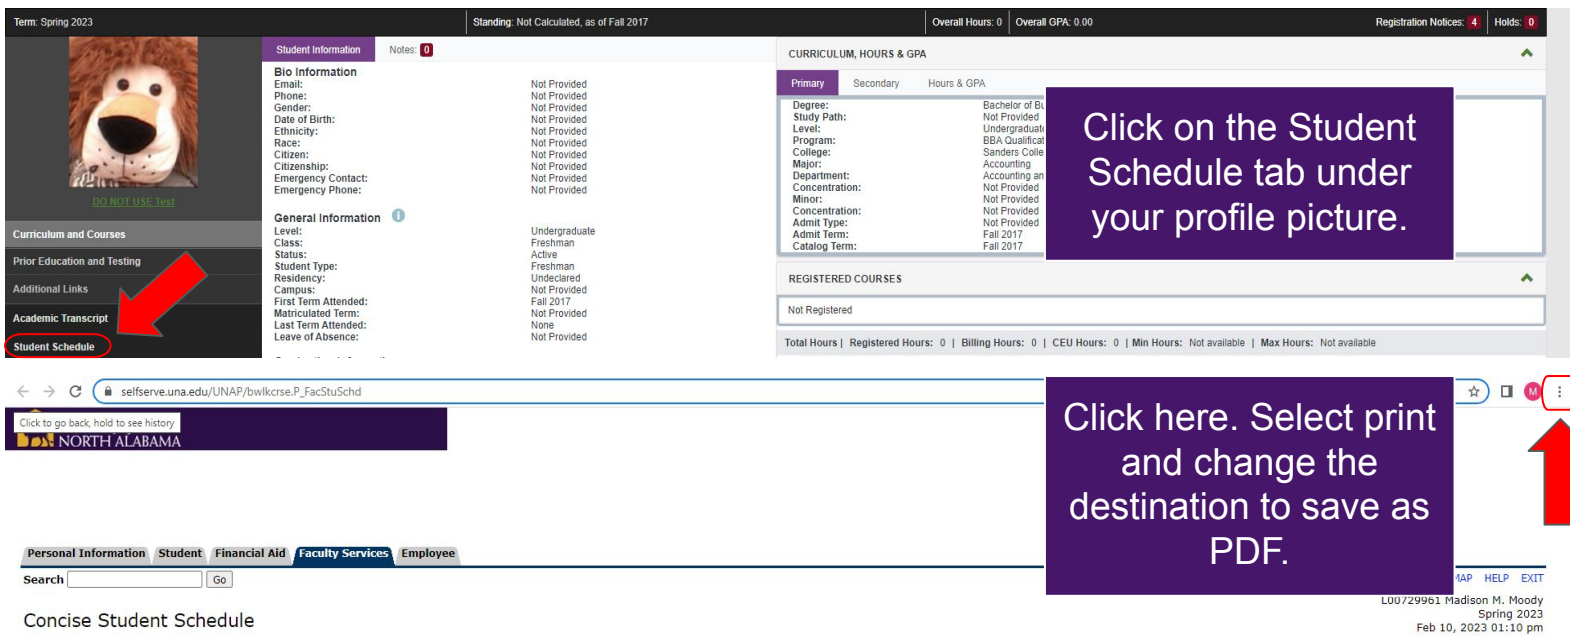 Term: Spring 2023
Standing: Not Calculated, as of Fall 2017
Overall Hours: 0
Overall GPA: 0.00
Registration Notices: 4
Holds: 0
DO NOT USE Test
Curriculum and Courses
Prior Education and Testing
Additional Links
Academic Transcript
Student Schedule
Student Information
Notes: 0
Bio Information
Email: Not Provided
Phone: Not Provided
Gender: Not Provided
Date of Birth: Not Provided
Ethnicity: Not Provided
Race: Not Provided
Citizen: Not Provided
Citizenship: Not Provided
Emergency Contact: Not Provided
Emergency Phone: Not Provided
General Information
Level: Undergraduate
Class: Freshman
Status: Active
Student Type: Freshman
Residency: Undeclared
Campus: Not Provided
First Term Attended: Fall 2017
Matriculated Term: Not Provided
Last Term Attended: None
Leave of Absence: Not Provided
CURRICULUM, HOURS & GPA
Primary
Secondary
Hours & GPA
Degree: Bachelor of Bu
Study Path: Not Provided
Level: Undergraduate
Program: BBA Qualificat
College: Sanders Colle
Major: Accounting
Department: Accounting an
Concentration: Not Provided
Minor: Not Provided
Concentration: Not Provided
Admit Type: Not Provided
Admit Term: Fall 2017
Catalog Term: Fall 2017
Click on the Student
Schedule tab under
your profile picture.
REGISTERED COURSES
Not Registered
Total Hours | Registered Hours: 0 | Billing Hours: 0 | CEU Hours: 0 | Min Hours: Not available | Max Hours: Not available
selfserve.una.edu/UNAP/bwlkcrse.P_FacStuSchd
M
Click to go back, hold to see history
NORTH ALABAMA
Click here. Select print
and change the
destination to save as
PDF.
Personal Information
Student
Financial Aid
Faculty Services
Employee
Search
Go
MAP HELP EXIT
Concise Student Schedule
L00729961 Madison M. Moody
Spring 2023
Feb 10, 2023 01:10 pm